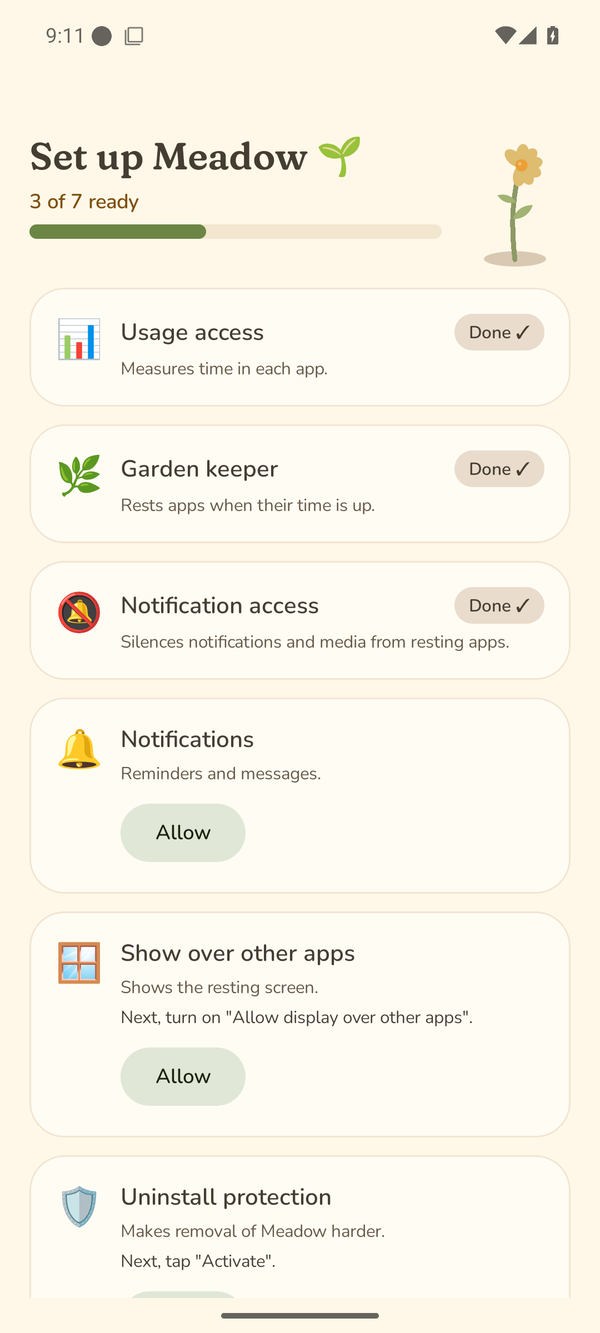 9:11
Set up Meadow 🌱
3 of 7 ready
Usage access
Done ✓
Measures time in each app.
Garden keeper
Done ✓
Rests apps when their time is up.
Notification access
Done ✓
Silences notifications and media from resting apps.
Notifications
Reminders and messages.
Allow
Show over other apps
Shows the resting screen.
Next, turn on "Allow display over other apps".
Allow
Uninstall protection
Makes removal of Meadow harder.
Next, tap "Activate".